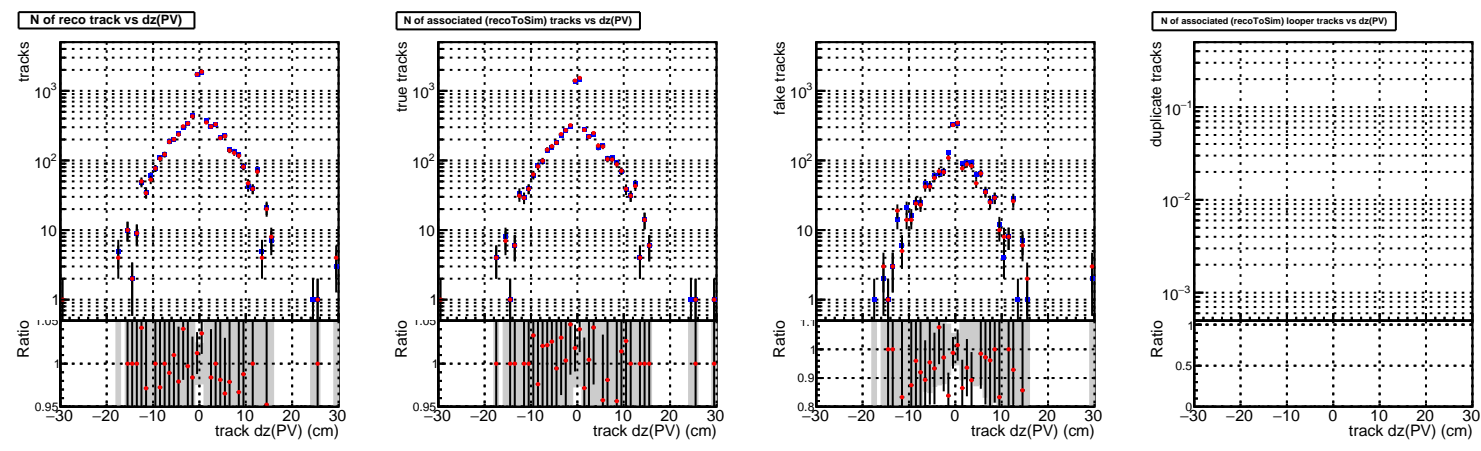 N of reco track vs dz(PV)
tracks
10³
10²
10
1
Ratio
1.05
1
0.95
−30 −20 −10 0 10 20 30
track dz(PV) (cm)
N of associated (recoToSim) tracks vs dz(PV)
true tracks
10³
10²
10
1
Ratio
1.05
1
0.95
−30 −20 −10 0 10 20 30
track dz(PV) (cm)
fake tracks
10³
10²
10
1
Ratio
1.1
1
0.9
0.8
−30 −20 −10 0 10 20 30
track dz(PV) (cm)
N of associated (recoToSim) looper tracks vs dz(PV)
duplicate tracks
10⁻¹
10⁻²
10⁻³
Ratio
1
0.5
0
−30 −20 −10 0 10 20 30
track dz(PV) (cm)